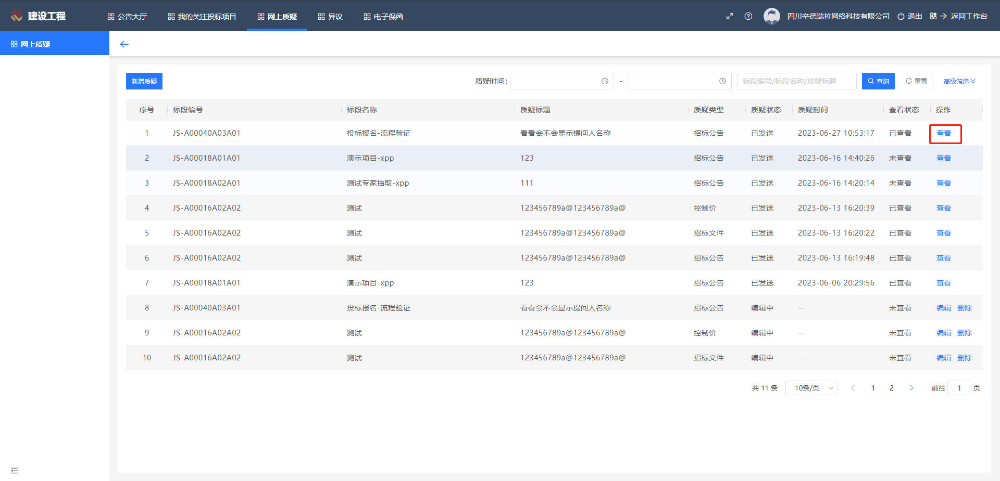 建设工程 公告大厅 我的关注投标项目 网上质疑 异议 电子保函 四川辛德瑞拉网络科技有限公司 退出 返回工作台
网上质疑
新增质疑 质疑时间: - 标段编号/标段名称/质疑标题 查询 重置 高级筛选
序号 标段编号 标段名称 质疑标题 质疑类型 质疑状态 质疑时间 查看状态 操作
1 JS-A00040A03A01 投标报名-流程验证 看看会不会显示提问人名称 招标公告 已发送 2023-06-27 10:53:17 已查看 查看
2 JS-A00018A01A01 演示项目-xpp 123 招标公告 已发送 2023-06-16 14:40:26 未查看 查看
3 JS-A00018A02A01 测试专家抽取-xpp 111 招标公告 已发送 2023-06-16 14:20:14 未查看 查看
4 JS-A00016A02A02 测试 123456789a@123456789a@ 控制价 已发送 2023-06-13 16:20:39 已查看 查看
5 JS-A00016A02A02 测试 123456789a@123456789a@ 招标文件 已发送 2023-06-13 16:20:22 已查看 查看
6 JS-A00016A02A02 测试 123456789a@123456789a@ 招标公告 已发送 2023-06-13 16:19:48 已查看 查看
7 JS-A00018A01A01 演示项目-xpp 123 招标公告 已发送 2023-06-06 20:29:56 已查看 查看
8 JS-A00040A03A01 投标报名-流程验证 看看会不会显示提问人名称 招标公告 编辑中 -- 未查看 编辑 删除
9 JS-A00016A02A02 测试 123456789a@123456789a@ 控制价 编辑中 -- 未查看 编辑 删除
10 JS-A00016A02A02 测试 123456789a@123456789a@ 招标文件 编辑中 -- 未查看 编辑 删除
共 11 条 10条/页 1 2 前往 1 页